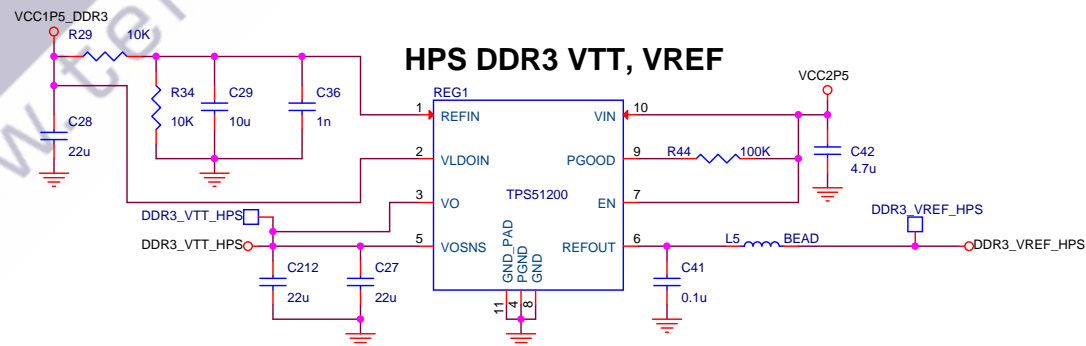 VCC1P5_DDR3
R29 10K
HPS DDR3 VTT, VREF
VCC2P5
REG1
R34
10K
C29
10u
C36
1n
1 REFIN
VIN 10
C28
22u
2 VLDOIN
PGOOD 9
R44 100K
C42
4.7u
TPS51200
3 VO
EN 7
DDR3_VTT_HPS
DDR3_VREF_HPS
DDR3_VTT_HPS
5 VOSNS
REFOUT 6
L5 BEAD
DDR3_VREF_HPS
GND_PAD
PGND
GND
C212
22u
C27
22u
C41
0.1u
11
4
8
w.te